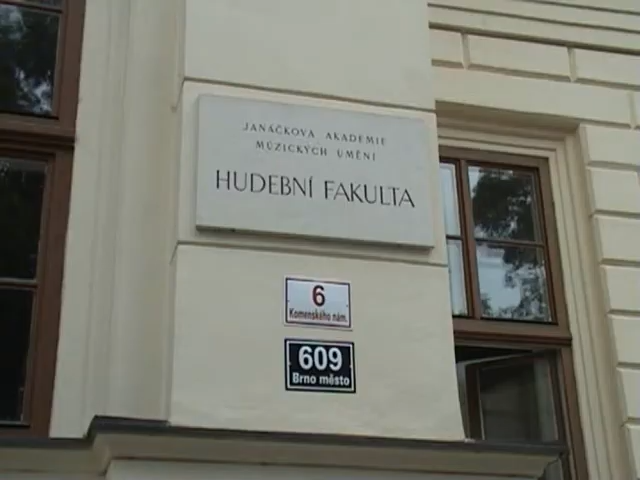 JANÁČKOVA AKADEMIE
MÚZICKÝCH UMĚNÍ
HUDEBNÍ FAKULTA
6
Komenského nám.
609
Brno město